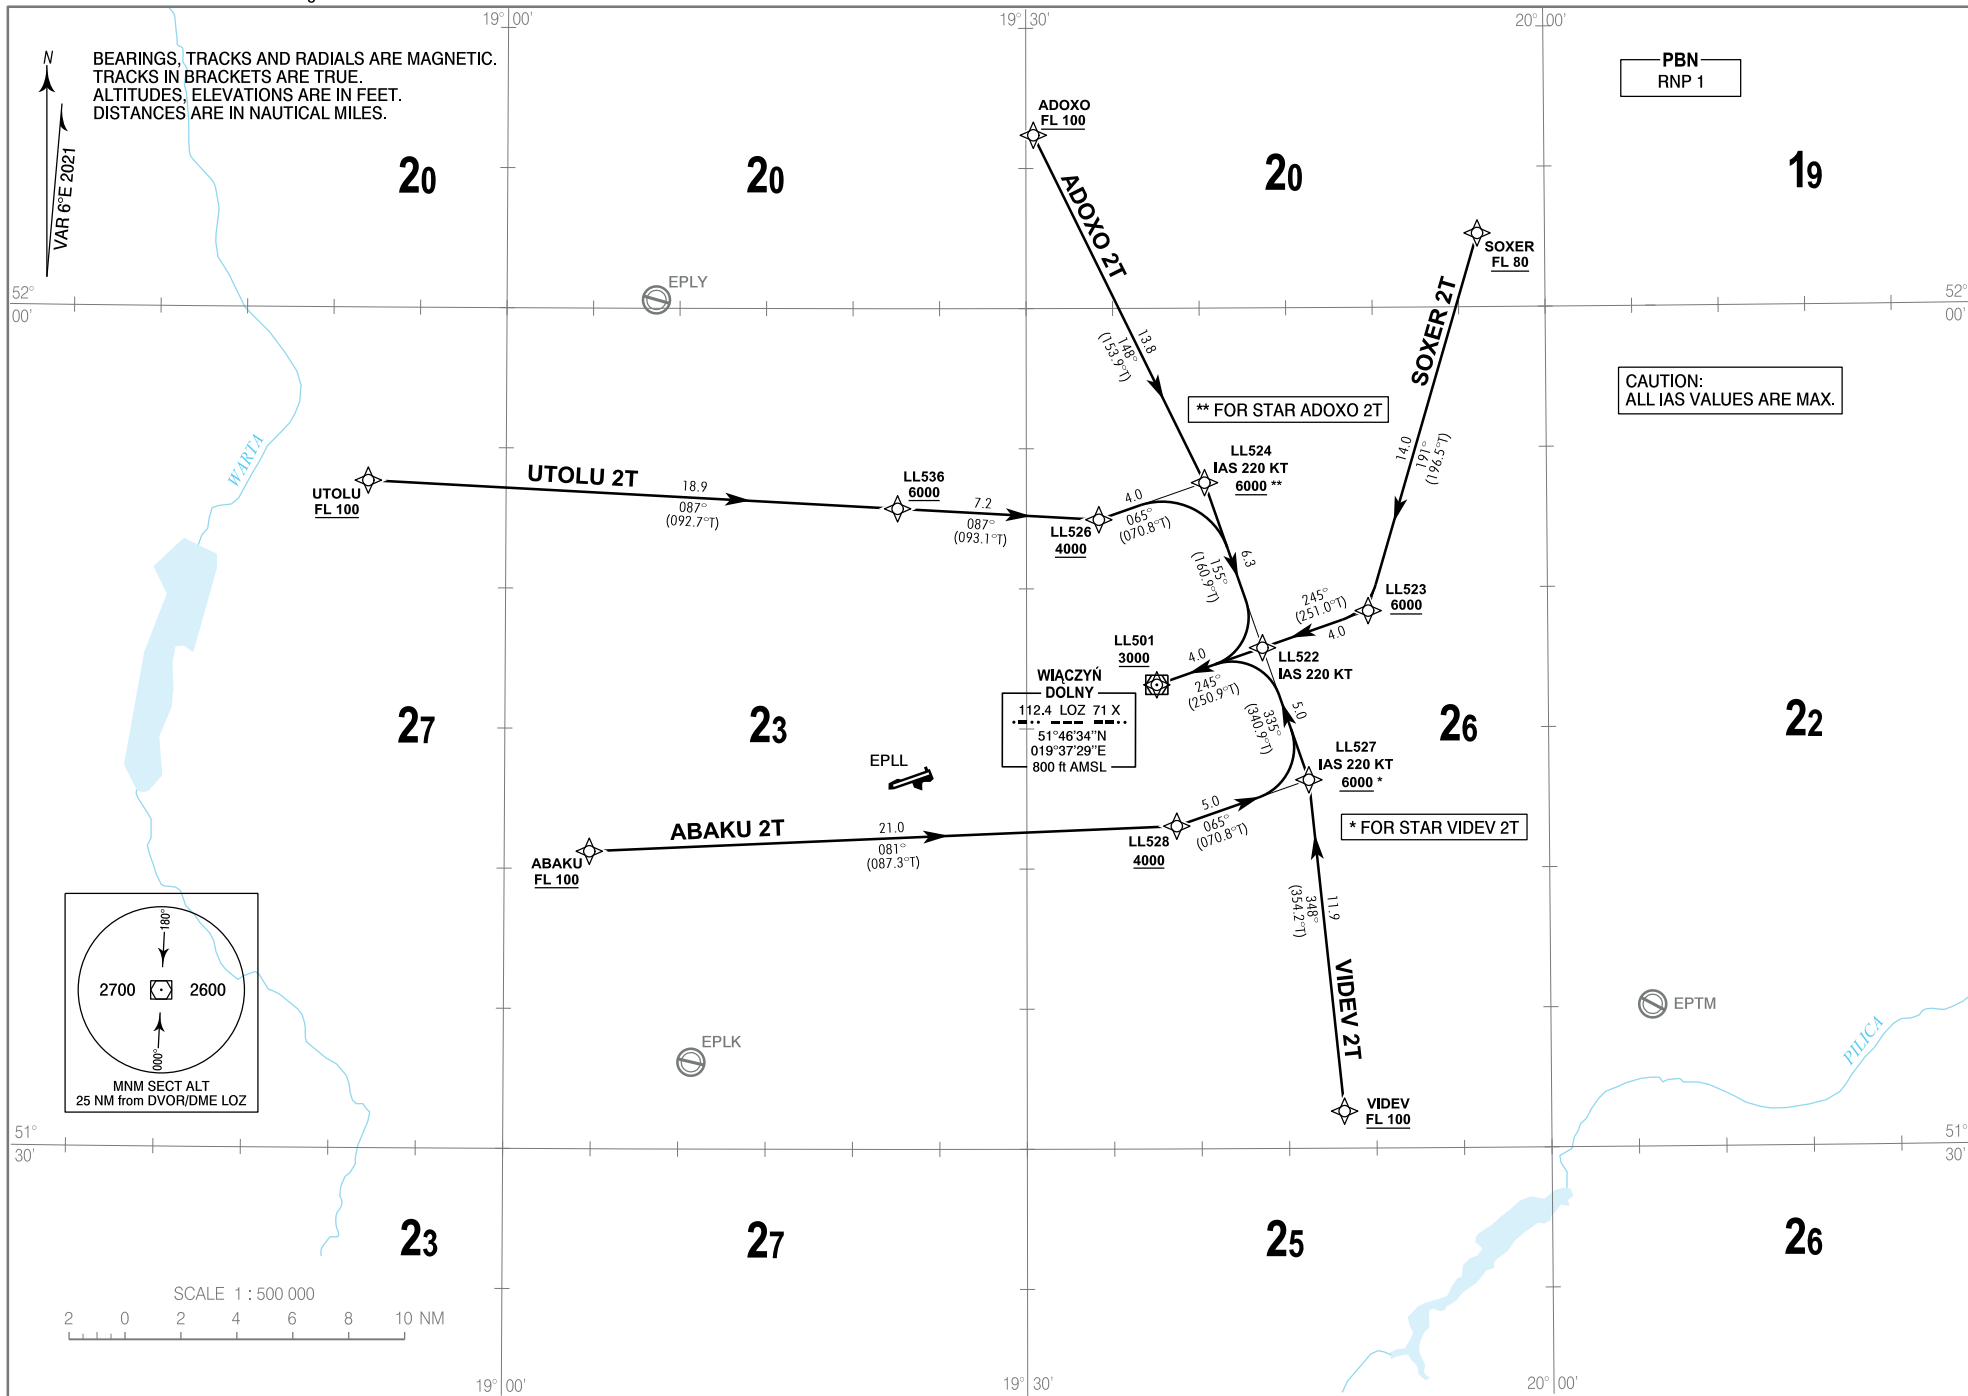 19° 00'
19° 30'
20° 00'
N
VAR 6°E 2021
BEARINGS, TRACKS AND RADIALS ARE MAGNETIC.
TRACKS IN BRACKETS ARE TRUE.
ALTITUDES, ELEVATIONS ARE IN FEET.
DISTANCES ARE IN NAUTICAL MILES.
PBN
RNP 1
ADOXO
FL 100
20
20
20
19
ADOXO 2T
SOXER
FL 80
SOXER 2T
EPLY
52°
00'
52°
00'
13.8
148°
(153.9°T)
CAUTION:
ALL IAS VALUES ARE MAX.
** FOR STAR ADOXO 2T
14.0
191°
(196.5°T)
WARTA
LL524
IAS 220 KT
6000 **
UTOLU 2T
UTOLU
FL 100
18.9
087°
(092.7°T)
LL536
6000
7.2
087°
(093.1°T)
LL526
4000
4.0
065°
(070.8°T)
6.3
155°
(160.9°T)
LL523
6000
245°
(251.0°T)
4.0
LL501
3000
4.0
245°
(250.9°T)
LL522
IAS 220 KT
WIĄCZYŃ
DOLNY
112.4 LOZ 71 X
51°46'34"N
019°37'29"E
800 ft AMSL
27
23
26
22
5.0
335°
(340.9°T)
EPLL
LL527
IAS 220 KT
6000 *
* FOR STAR VIDEV 2T
ABAKU 2T
ABAKU
FL 100
21.0
081°
(087.3°T)
LL528
4000
5.0
065°
(070.8°T)
11.9
348°
(354.2°T)
VIDEV 2T
180°
2700
2600
000°
MNM SECT ALT
25 NM from DVOR/DME LOZ
EPLK
EPTM
PILICA
VIDEV
FL 100
51°
30'
51°
30'
23
27
25
26
SCALE 1 : 500 000
2 0 2 4 6 8 10 NM
19° 00'
19° 30'
20° 00'